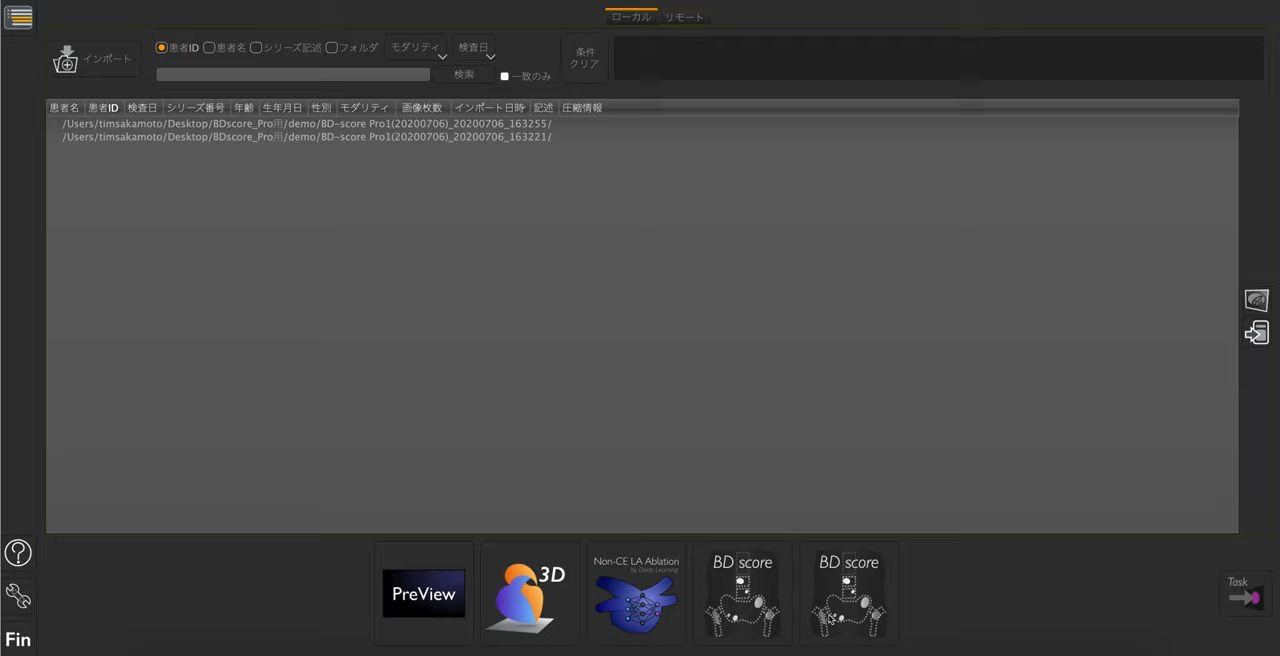 ローカル リモート
インポート
患者ID 患者名 シリーズ記述 フォルダ モダリティ 検査日
検索 一致のみ
条件
クリア
患者名 患者ID 検査日 シリーズ番号 年齢 生年月日 性別 モダリティ 画像枚数 インポート日時 記述 圧縮情報
/Users/timsakamoto/Desktop/BDscore_Pro用/demo/BD-score Pro1(20200706)_20200706_163255/
/Users/timsakamoto/Desktop/BDscore_Pro用/demo/BD-score Pro1(20200706)_20200706_163221/
PreView
3D
Non-CE LA Ablation
by Deep Learning
BD score
BD score
Task
Fin